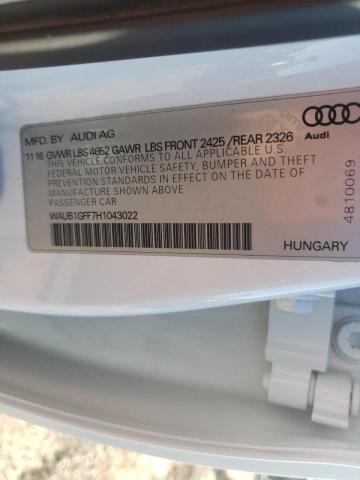 MFD. BY AUDI AG
11 16 GVWR LBS 4652 GAWR LBS FRONT 2425 /REAR 2326
THIS VEHICLE CONFORMS TO ALL APPLICABLE U.S
FEDERAL MOTOR VEHICLE SAFETY, BUMPER AND THEFT
PREVENTION STANDARDS IN EFFECT ON THE DATE OF
MANUFACTURE SHOWN ABOVE
PASSENGER CAR
WAUB1GFF7H1043022
Audi
HUNGARY
4810069